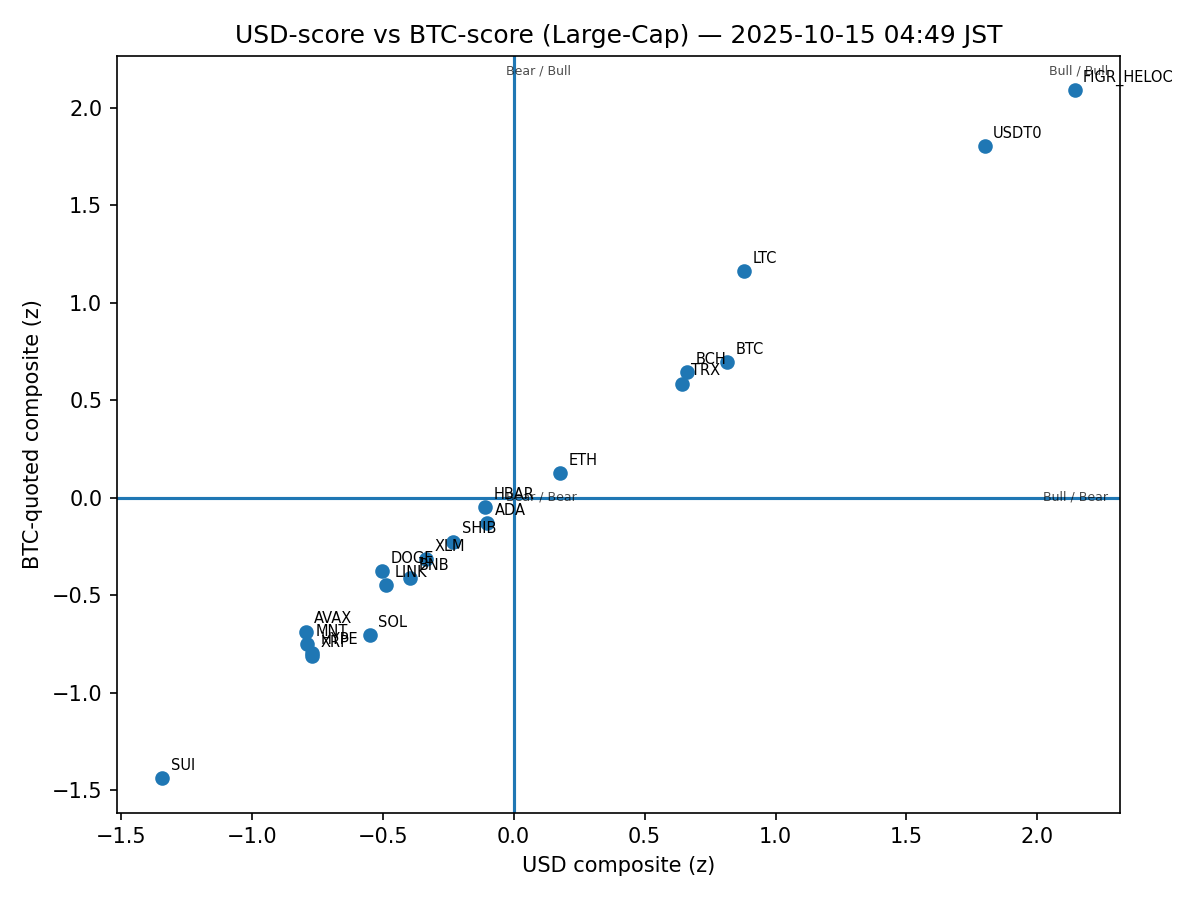 USD-score vs BTC-score (Large-Cap) — 2025-10-15 04:49 JST
Bear / Bull
Bull / Bull
FIGR_HELOC
2.0
USDT0
1.5
LTC
1.0
BTC
BCH
TRX
0.5
ETH
HBAR
0.0
Bear / Bear
Bull / Bear
ADA
SHIB
XLM
DOGE
BNB
LINK
−0.5
AVAX
SOL
MNT
HYPE
XRP
−1.0
SUI
−1.5
BTC-quoted composite (z)
−1.5
−1.0
−0.5
0.0
0.5
1.0
1.5
2.0
USD composite (z)